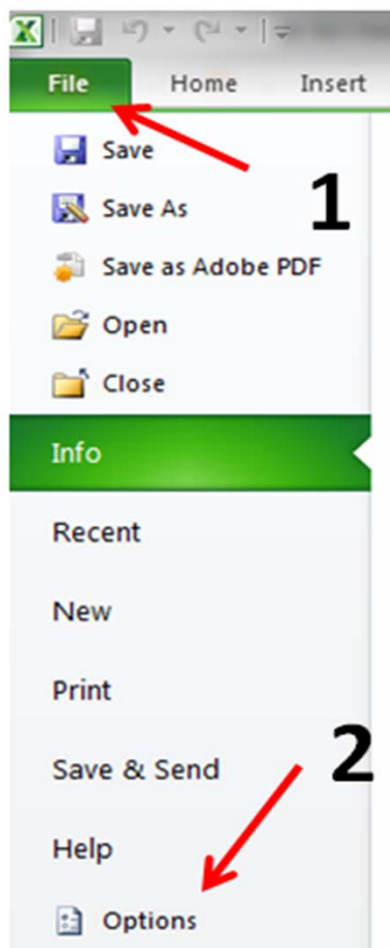 File Home Insert
1
Save
Save As
Save as Adobe PDF
Open
Close
Info
Recent
New
Print
Save & Send
2
Help
Options